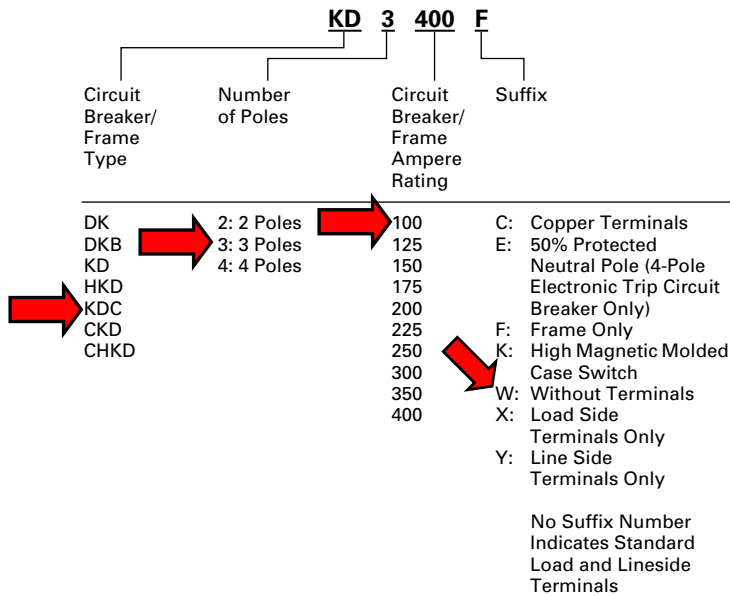 KD 3 400 F
Circuit
Breaker/
Frame
Type
Number
of Poles
Circuit
Breaker/
Frame
Ampere
Rating
Suffix
DK
DKB
KD
HKD
KDC
CKD
CHKD
2: 2 Poles
3: 3 Poles
4: 4 Poles
100
125
150
175
200
225
250
300
350
400
C: Copper Terminals
E: 50% Protected
Neutral Pole (4-Pole
Electronic Trip Circuit
Breaker Only)
F: Frame Only
K: High Magnetic Molded
Case Switch
W: Without Terminals
X: Load Side
Terminals Only
Y: Line Side
Terminals Only
No Suffix Number
Indicates Standard
Load and Lineside
Terminals